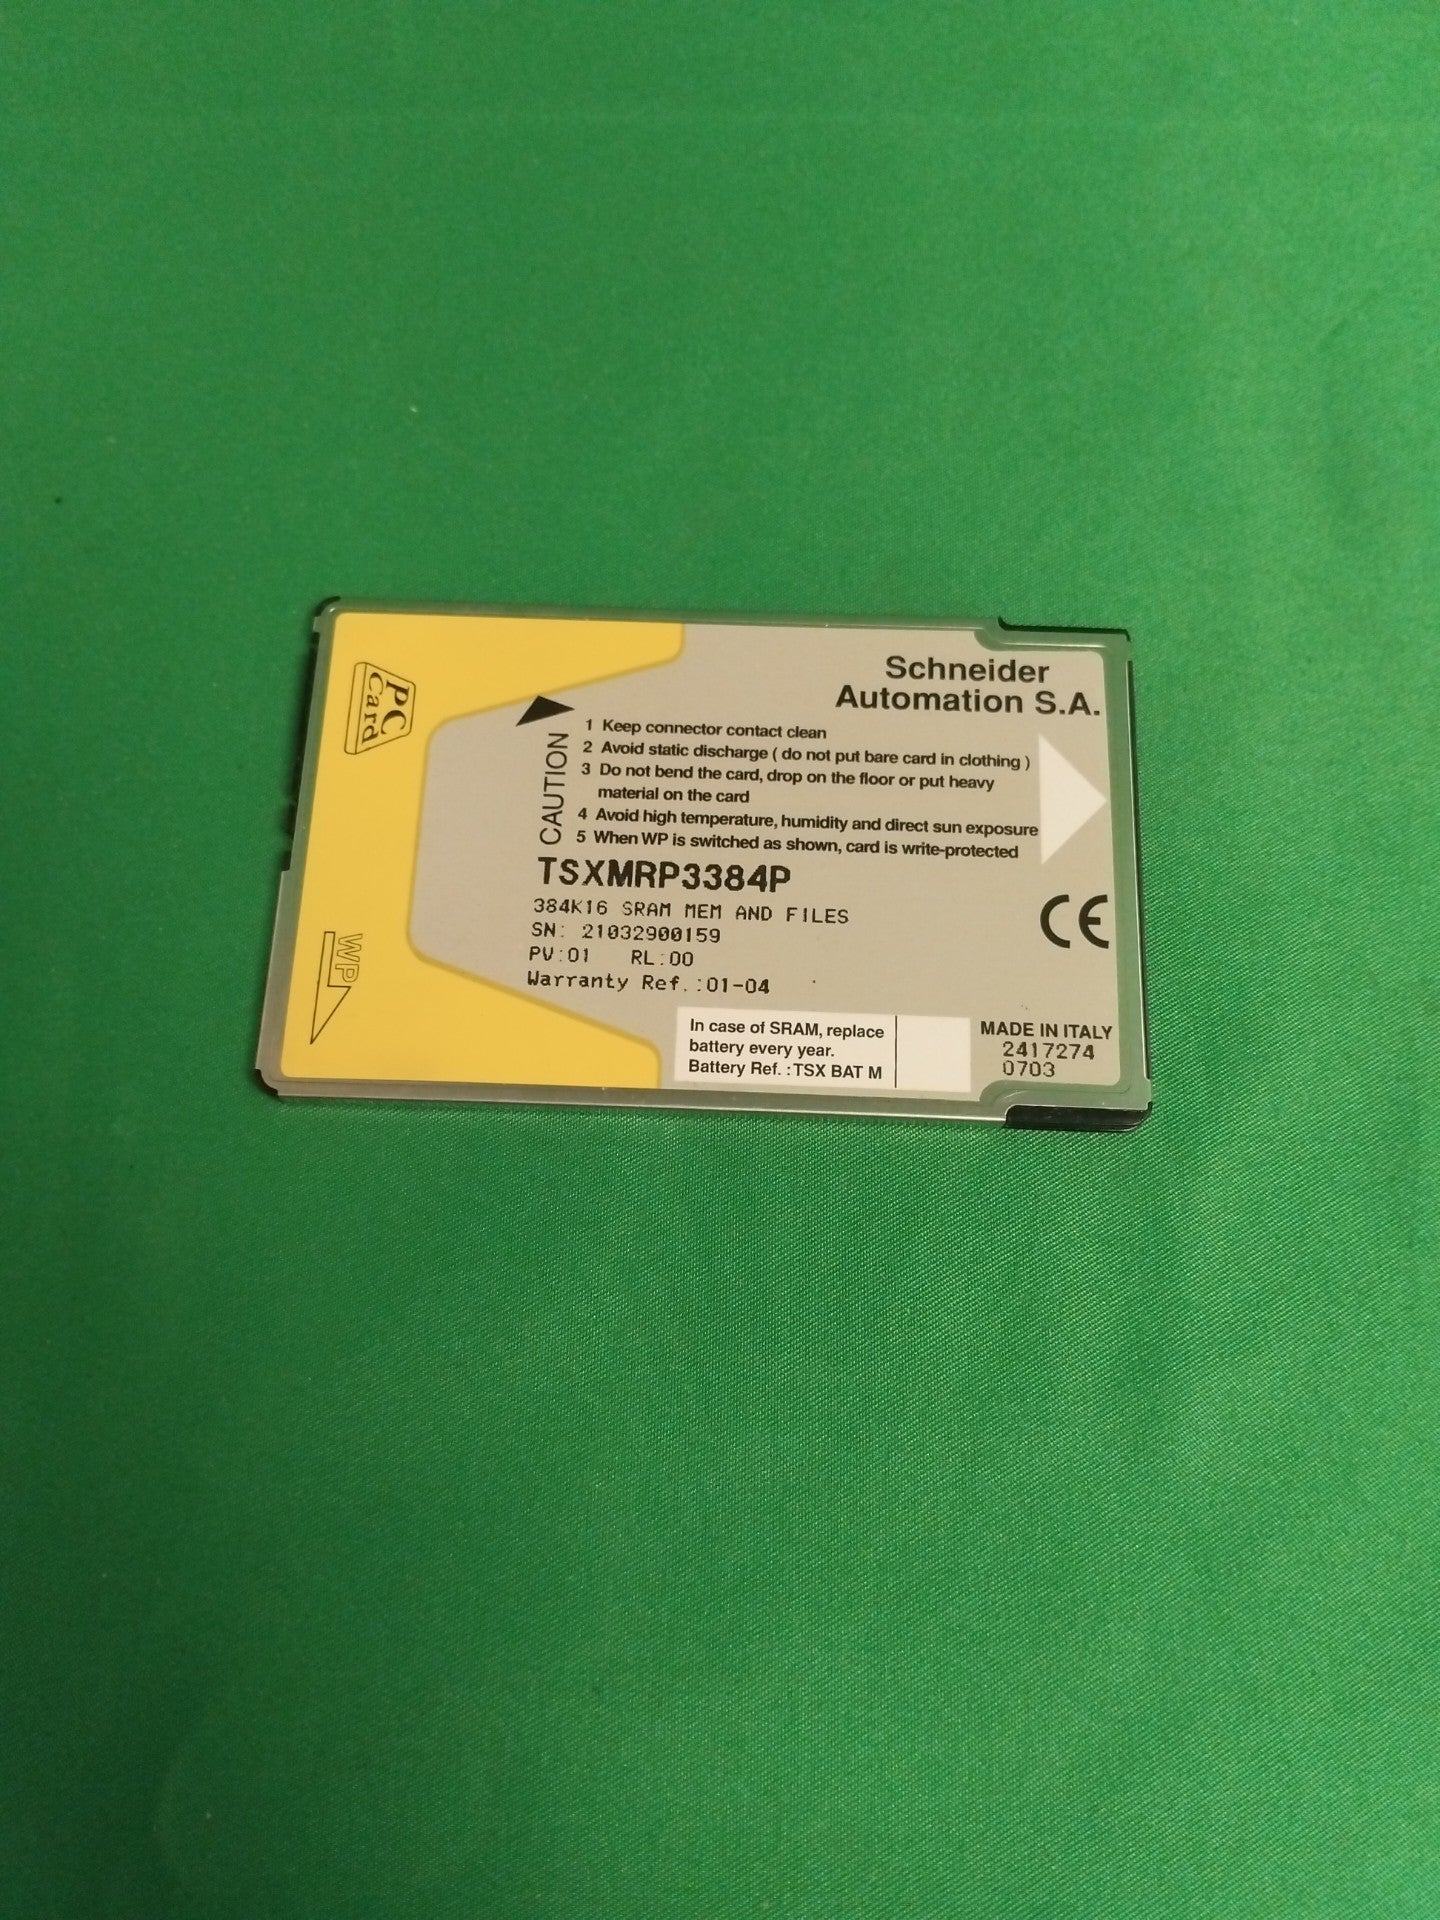 PC
Card
WP
Schneider
Automation S.A.
CAUTION
1 Keep connector contact clean
2 Avoid static discharge ( do not put bare card in clothing )
3 Do not bend the card, drop on the floor or put heavy
material on the card
4 Avoid high temperature, humidity and direct sun exposure
5 When WP is switched as shown, card is write-protected
TSXMRP3384P
384K16 SRAM MEM AND FILES
SN: 21032900159
PV:01 RL:00
Warranty Ref.:01-04
CE
In case of SRAM, replace
battery every year.
Battery Ref. : TSX BAT M
MADE IN ITALY
2417274
0703